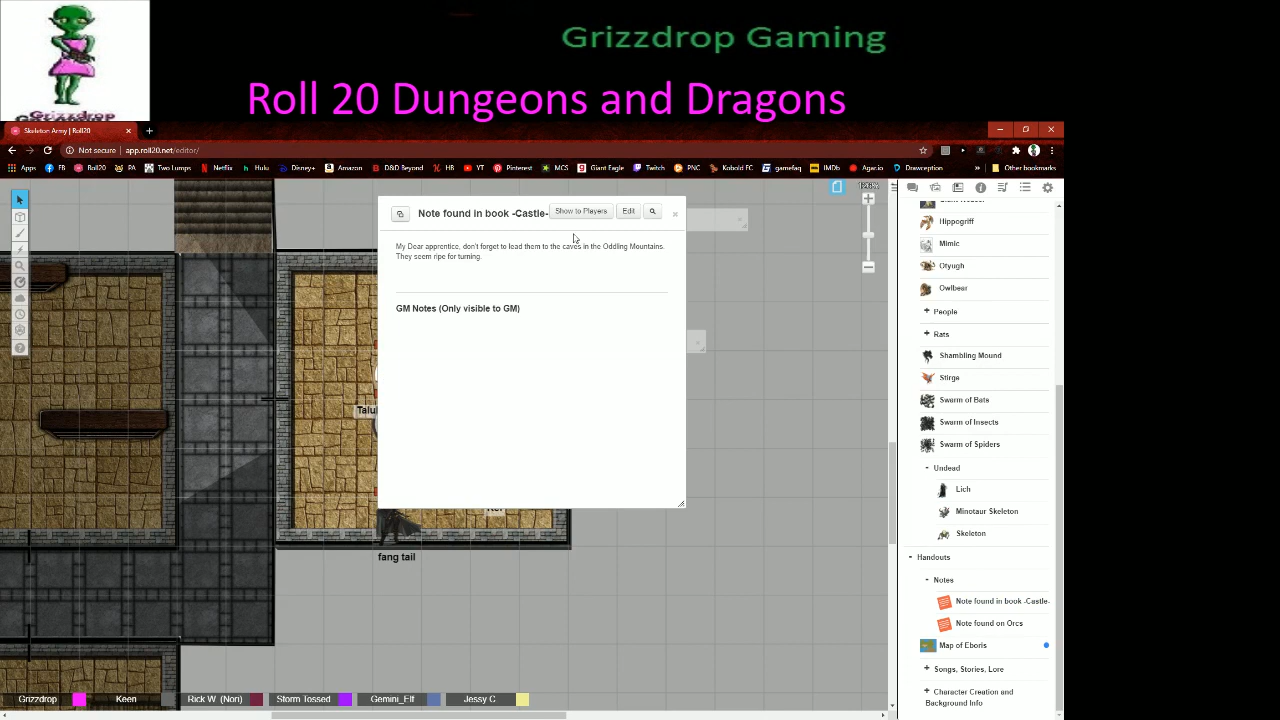 Grizzdrop Gaming
Grizzdrop
Roll 20 Dungeons and Dragons
Skeleton Army | Roll20
Not secure | app.roll20.net/editor/
Apps FB Roll20 PA Two Lumps Netflix Hulu Disney+ Amazon D&D Beyond HB YT Pinterest MCS Giant Eagle Twitch PNC Kobold FC gamefaq IMDb Age.io Drawception » Other bookmarks
Note found in book -Castle-
Show to Players
Edit
My Dear apprentice, don't forget to lead them to the caves in the Oddling Mountains.
They seem ripe for turning.
GM Notes (Only visible to GM)
Talul
fang tail
Hippogriff
Mimic
Otyugh
Owlbear
People
Rats
Shambling Mound
Stirge
Swarm of Bats
Swarm of Insects
Swarm of Spiders
Undead
Lich
Minotaur Skeleton
Skeleton
Handouts
Notes
Note found in book -Castle-
Note found on Orcs
Map of Eboris
Songs, Stories, Lore
Character Creation and
Background Info
Grizzdrop Keen Rick W. (Nori) Storm Tossed Gemini_Elf Jessy C